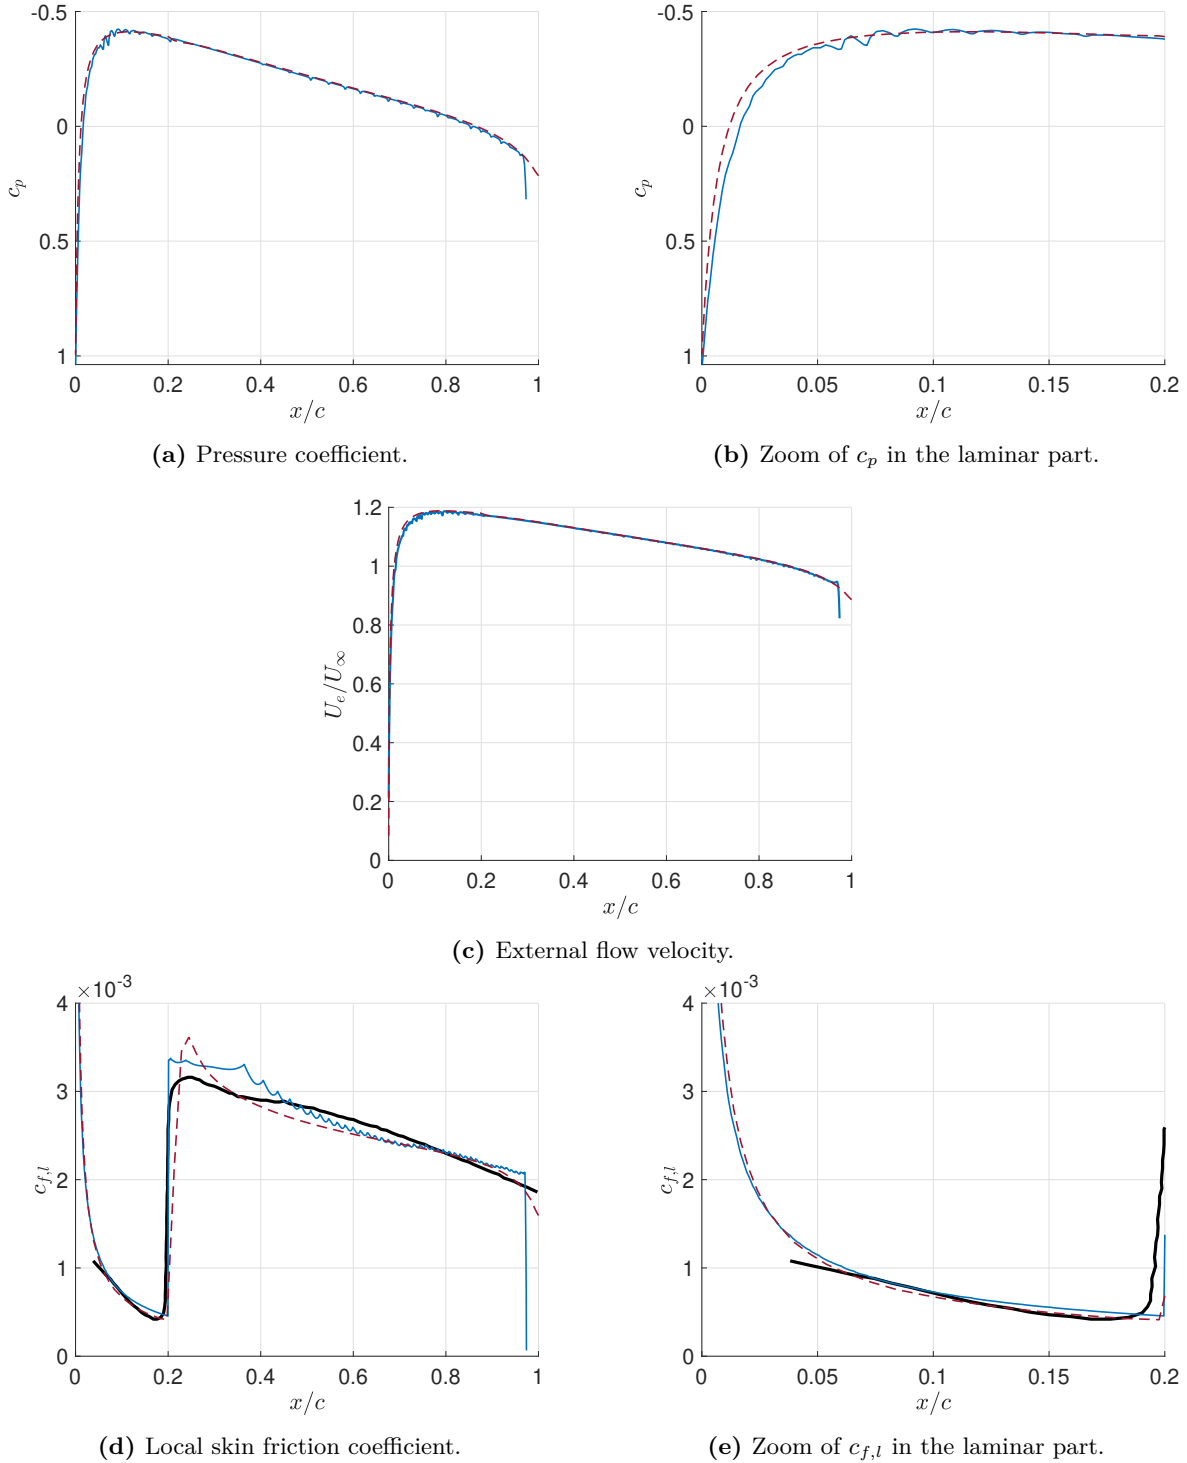 -0.5
0
0.5
1
c_p
0 0.2 0.4 0.6 0.8 1
x/c
(a) Pressure coefficient.
-0.5
0
0.5
1
c_p
0 0.05 0.1 0.15 0.2
x/c
(b) Zoom of c_p in the laminar part.
1.2
1
0.8
0.6
0.4
0.2
0
U_e/U_∞
0 0.2 0.4 0.6 0.8 1
x/c
(c) External flow velocity.
×10^-3
4
3
2
1
0
c_{f,l}
0 0.2 0.4 0.6 0.8 1
x/c
(d) Local skin friction coefficient.
×10^-3
4
3
2
1
0
c_{f,l}
0 0.05 0.1 0.15 0.2
x/c
(e) Zoom of c_{f,l} in the laminar part.